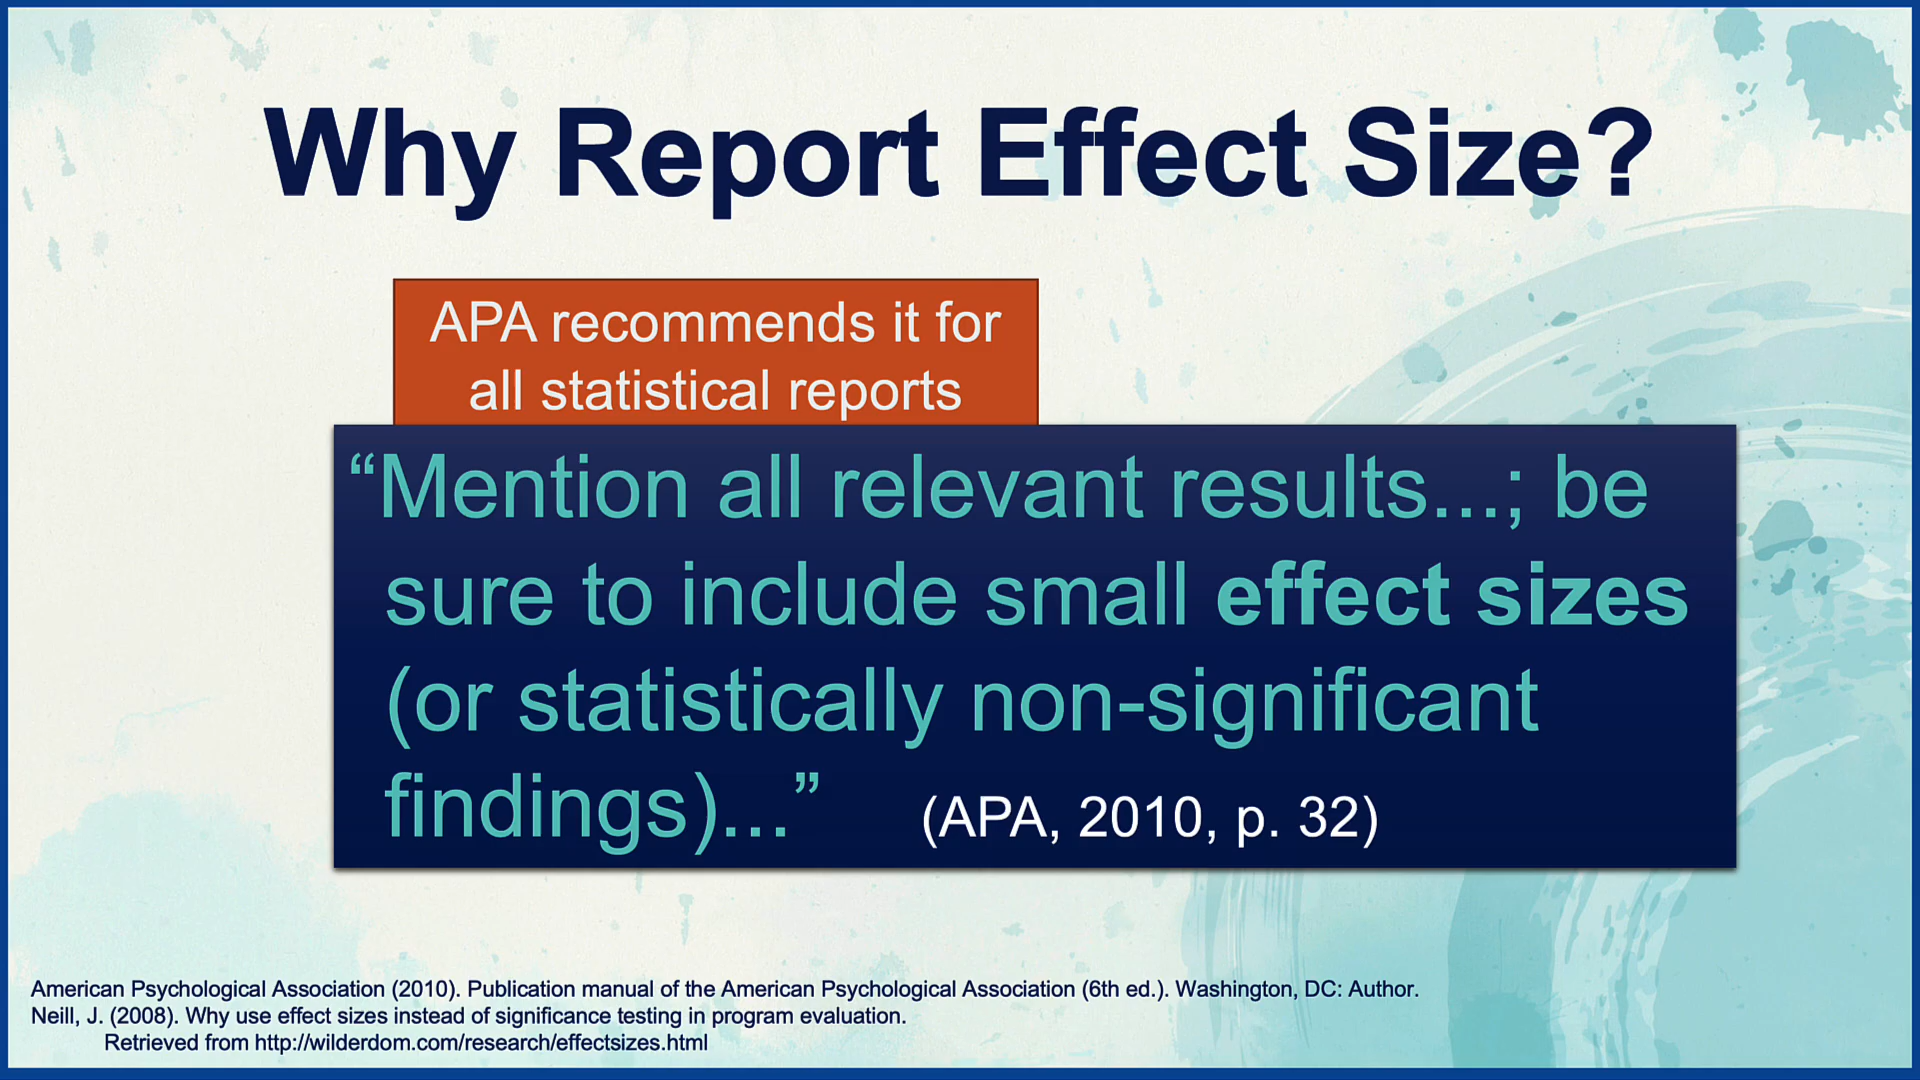 Why Report Effect Size?
APA recommends it for
all statistical reports
“Mention all relevant results...; be
sure to include small effect sizes
(or statistically non-significant
findings)...” (APA, 2010, p. 32)
American Psychological Association (2010). Publication manual of the American Psychological Association (6th ed.). Washington, DC: Author.
Neill, J. (2008). Why use effect sizes instead of significance testing in program evaluation.
Retrieved from http://wilderdom.com/research/effectsizes.html